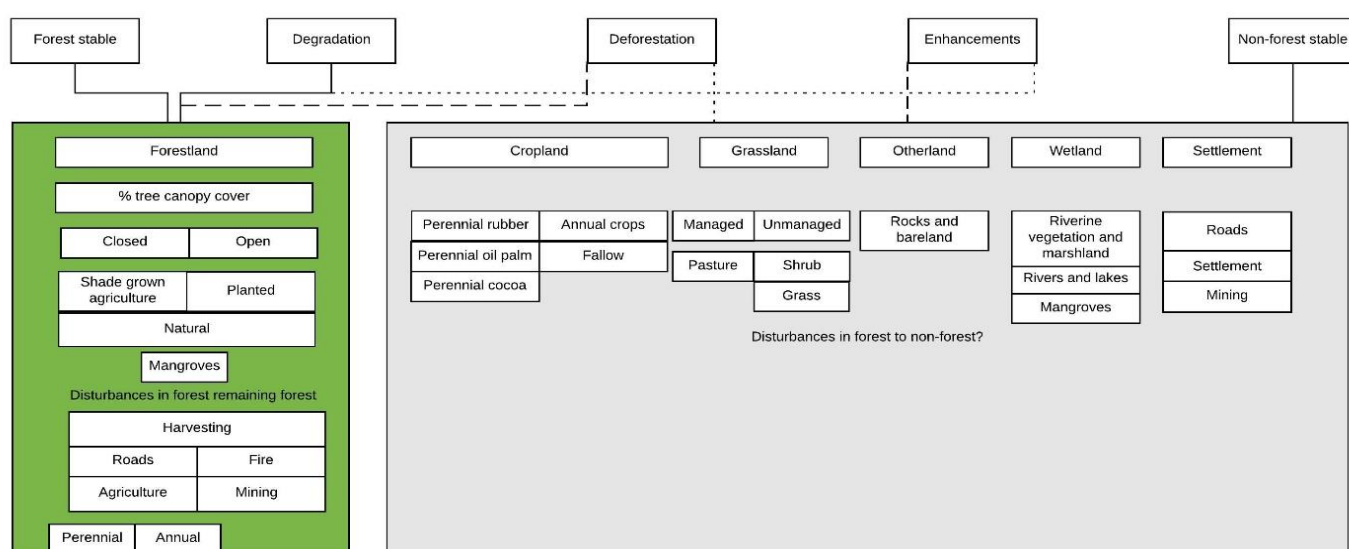 Forest stable
Degradation
Deforestation
Enhancements
Non-forest stable
Forestland
% tree canopy cover
Closed
Open
Shade grown
agriculture
Planted
Natural
Mangroves
Disturbances in forest remaining forest
Harvesting
Roads
Fire
Agriculture
Mining
Perennial
Annual
Cropland
Grassland
Otherland
Wetland
Settlement
Perennial rubber
Annual crops
Perennial oil palm
Fallow
Perennial cocoa
Managed
Unmanaged
Pasture
Shrub
Grass
Rocks and
bareland
Riverine
vegetation and
marshland
Rivers and lakes
Mangroves
Roads
Settlement
Mining
Disturbances in forest to non-forest?